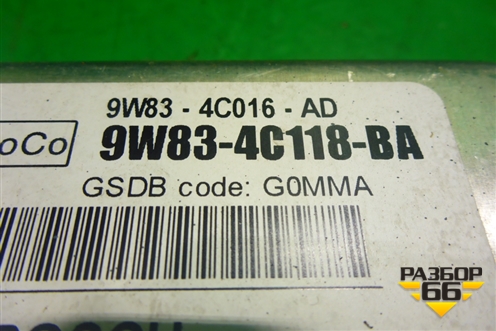 9W83 - 4C016 - AD
oCo
9W83-4C118-BA
GSDB code: G0MMA
РАЗБОР
66